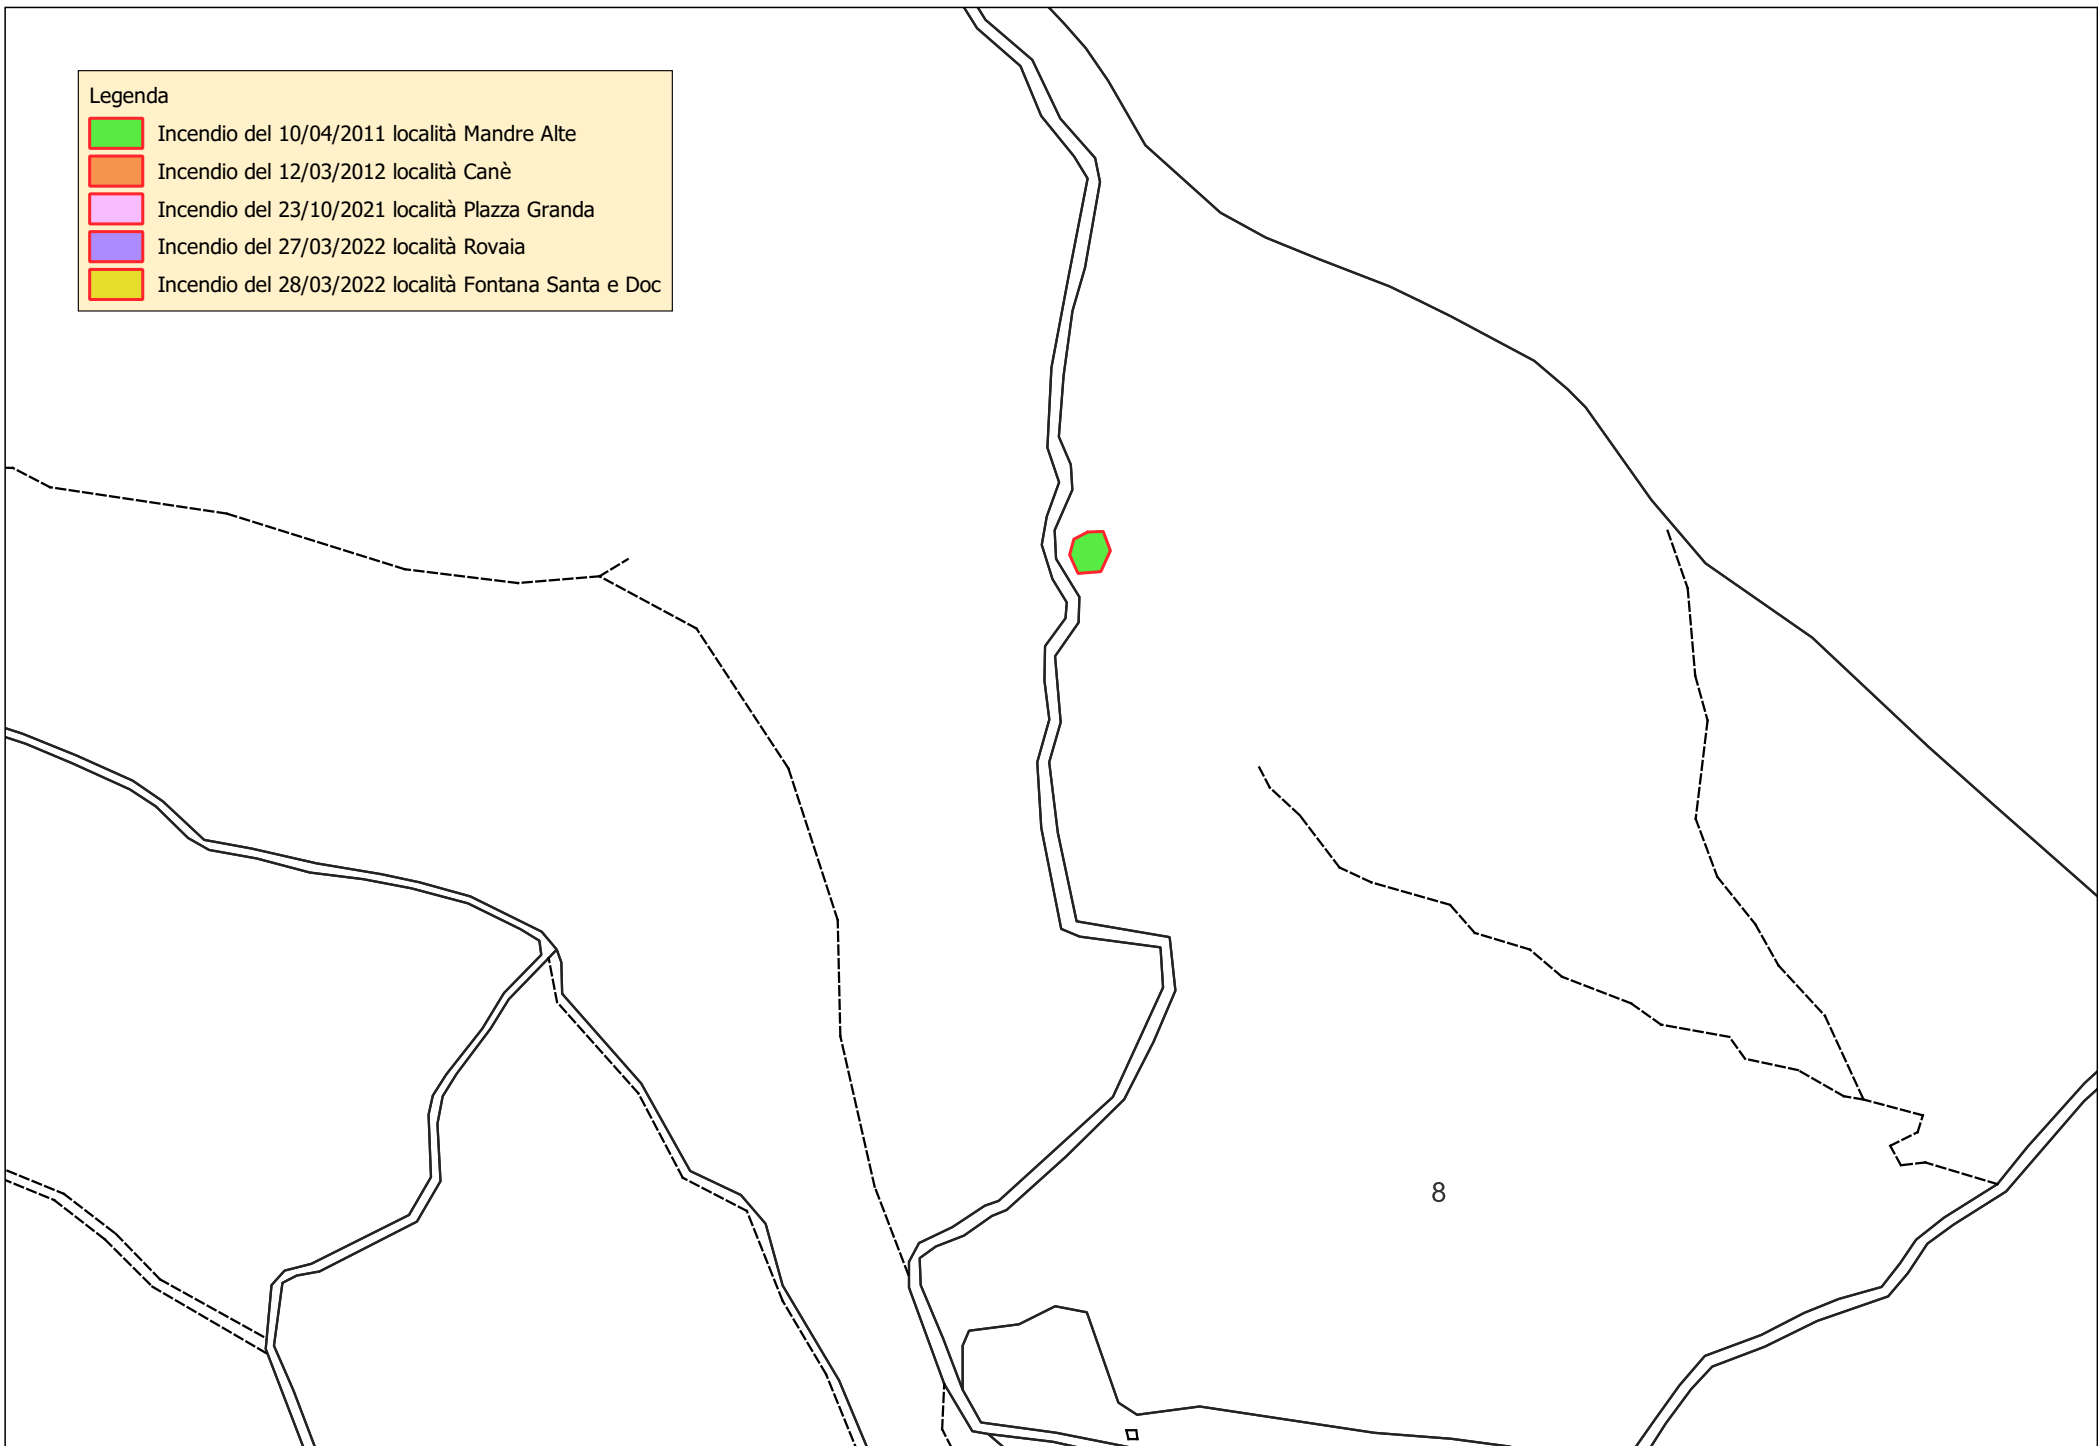 Legenda
Incendio del 10/04/2011 località Mandre Alte
Incendio del 12/03/2012 località Canè
Incendio del 23/10/2021 località Plazza Granda
Incendio del 27/03/2022 località Rovaia
Incendio del 28/03/2022 località Fontana Santa e Doc
8